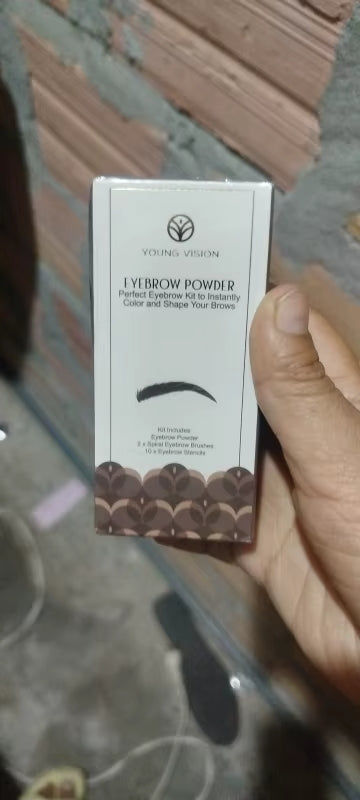 YOUNG VISION
EYEBROW POWDER
Perfect Eyebrow Kit to Instantly
Color and Shape Your Brows
Kit Includes
Eyebrow Powder
2 x Spiral Eyebrow Brushes
10 x Eyebrow Stencils